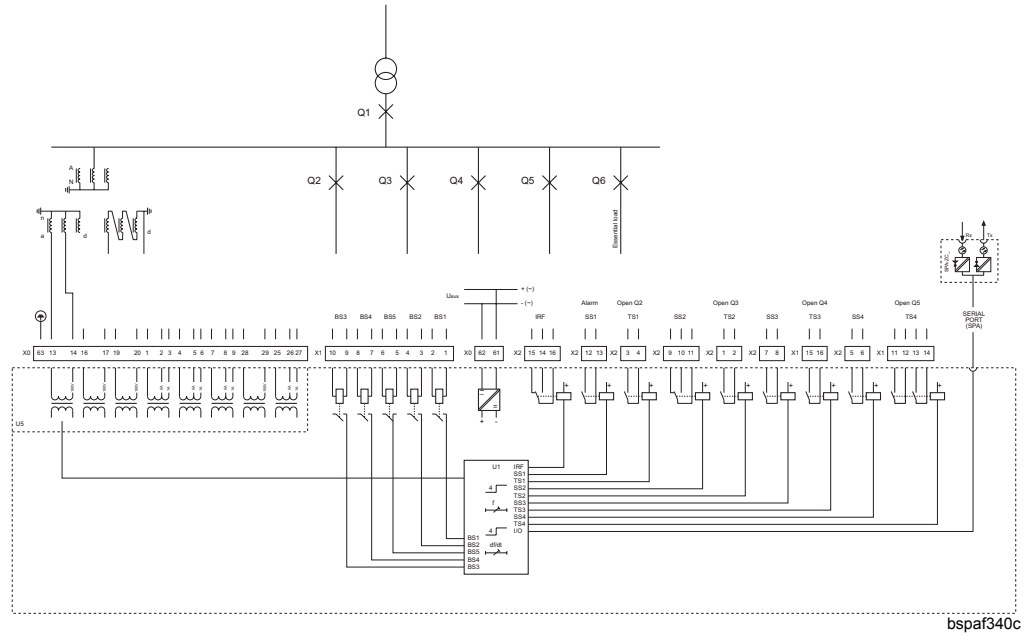 Q1
Q2
Q3
Q4
Q5
Q6
Essential load
A
N
n
a
d
d
Rx
Tx
SPA-ZC_
SERIAL
PORT
(SPA)
+ (~)
Uaux
- (~)
BS3 BS4 BS5 BS2 BS1
IRF
Alarm
SS1
Open Q2
TS1
SS2
Open Q3
TS2
SS3
Open Q4
TS3
SS4
Open Q5
TS4
X0 63 13 14 16 17 19 20 1 2 3 4 5 6 7 8 9 28 29 25 26 27
X1 10 9 8 7 6 5 4 3 2 1
X0 62 61
X2 15 14 16
X2 12 13
X2 3 4
X2 9 10 11
X2 1 2
X2 7 8
X1 15 16
X2 5 6
X1 11 12 13 14
U5
+ -
+ + + + + + + + +
U1
IRF
SS1
TS1
SS2
TS2
SS3
TS3
SS4
TS4
I/O
4
f
4
df/dt
BS1
BS2
BS5
BS4
BS3
bspaf340c